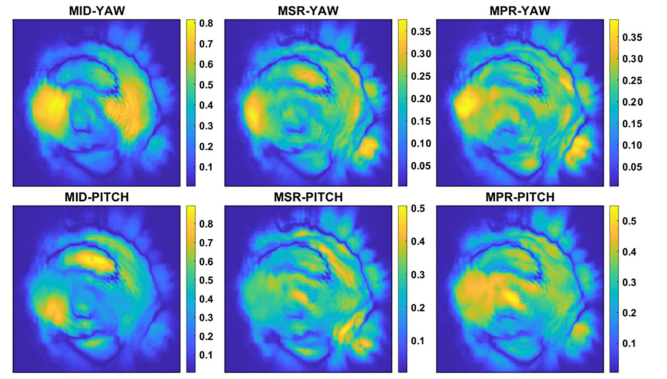 MID-YAW MSR-YAW MPR-YAW
0.8 0.35 0.35
0.7 0.30 0.30
0.6 0.25 0.25
0.5 0.20 0.20
0.4 0.15 0.15
0.3 0.10 0.10
0.2 0.05 0.05
0.1
MID-PITCH MSR-PITCH MPR-PITCH
0.8 0.5 0.5
0.7 0.4 0.4
0.6 0.3 0.3
0.5 0.2 0.2
0.4 0.1 0.1
0.3
0.2
0.1